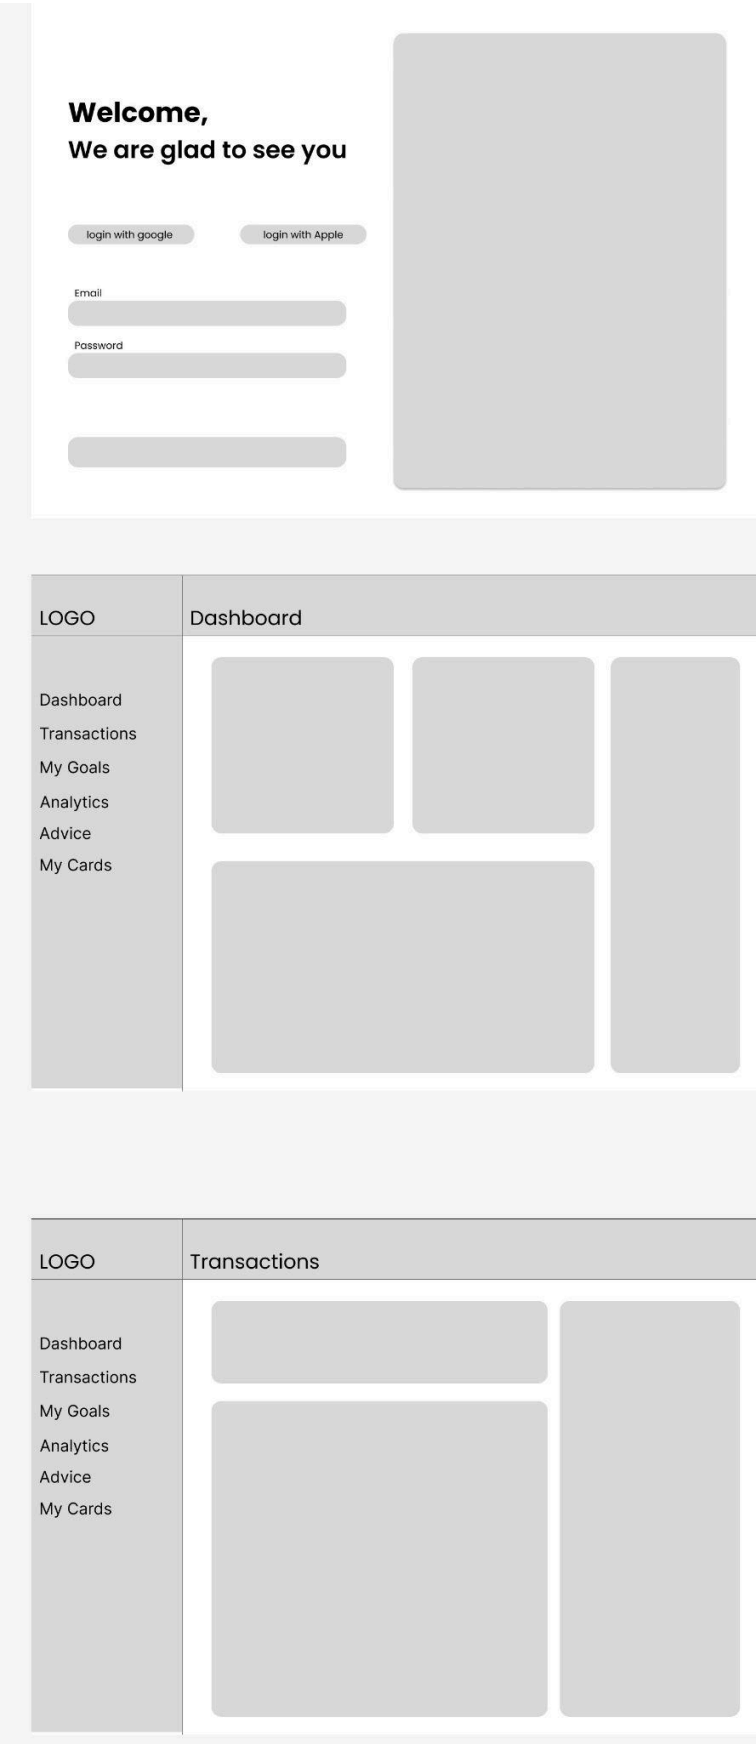 Welcome,
We are glad to see you
login with google
login with Apple
Email
Password
LOGO
Dashboard
Dashboard
Transactions
My Goals
Analytics
Advice
My Cards
LOGO
Transactions
Dashboard
Transactions
My Goals
Analytics
Advice
My Cards